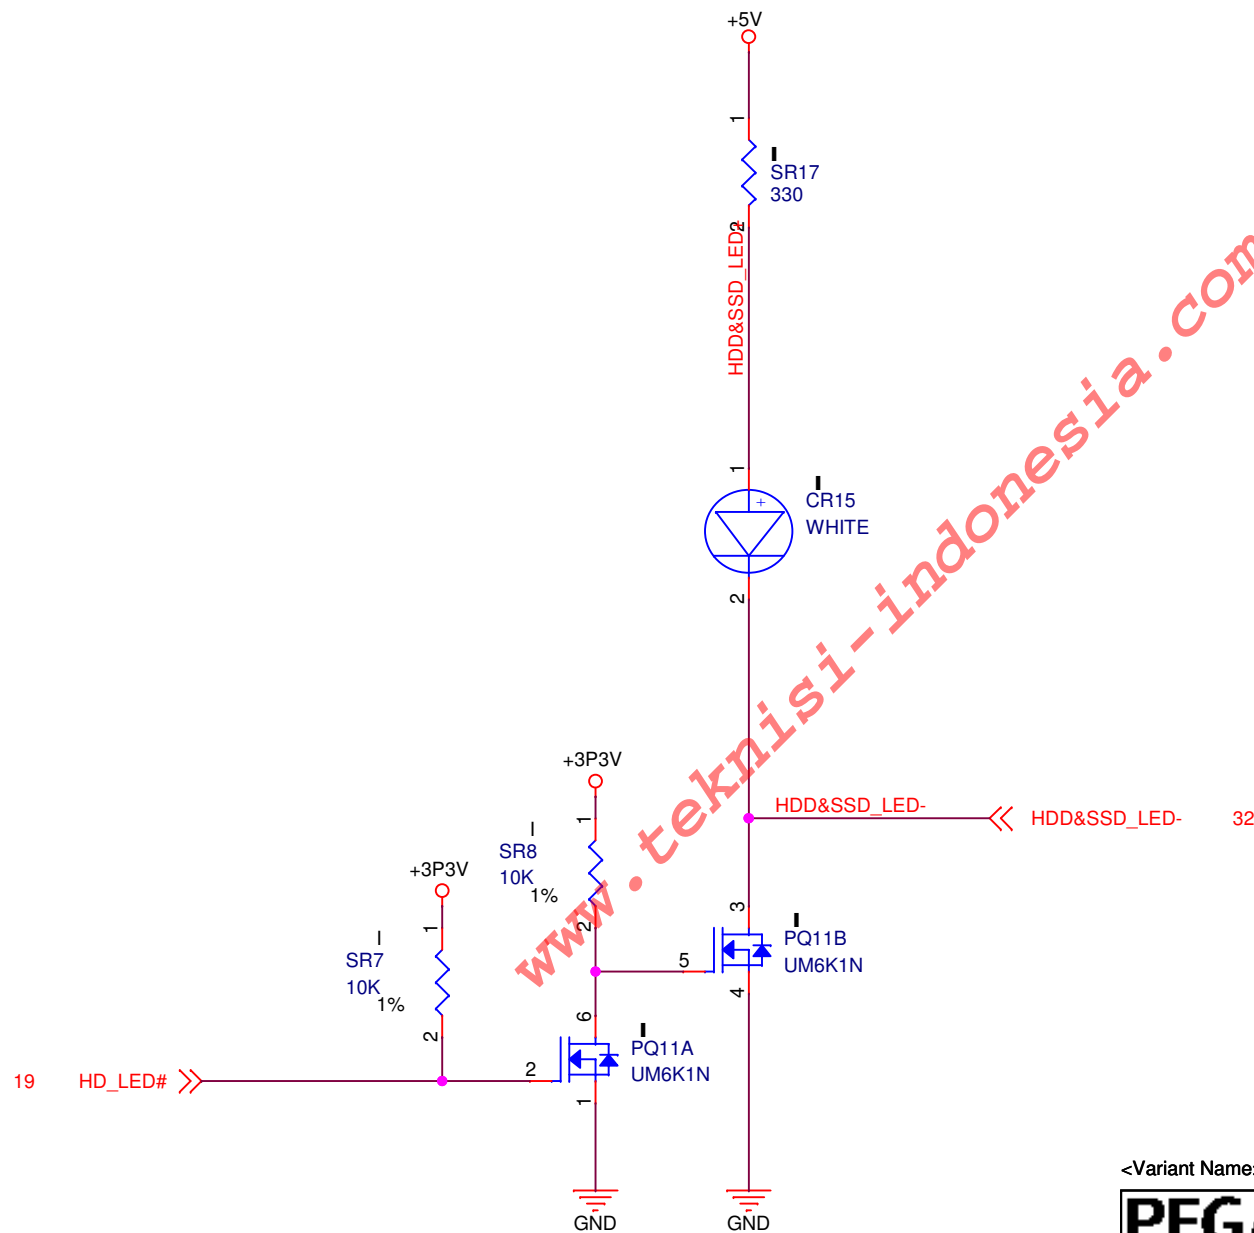 +5V
1
SR17
330
2
HDD&SSD_LED+
1
+
CR15
WHITE
2
www.teknisi-indonesia.com
+3P3V
1
I
SR8
10K
1%
2
HDD&SSD_LED-
HDD&SSD_LED-
32
+3P3V
1
I
SR7
10K
1%
2
3
I
PQ11B
UM6K1N
5
4
6
I
PQ11A
UM6K1N
2
1
19
HD_LED#
GND
GND
<Variant Name